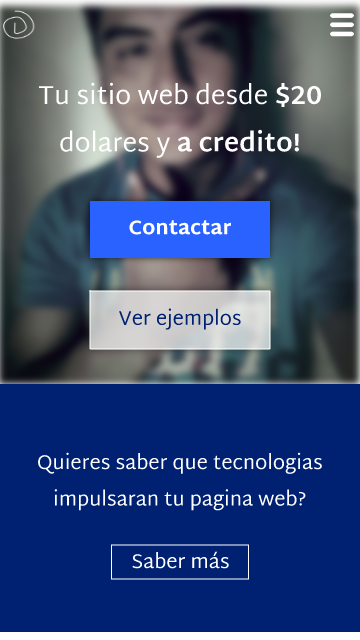 Tu sitio web desde $20
dolares y a credito!
Contactar
Ver ejemplos
Quieres saber que tecnologias
impulsaran tu pagina web?
Saber más